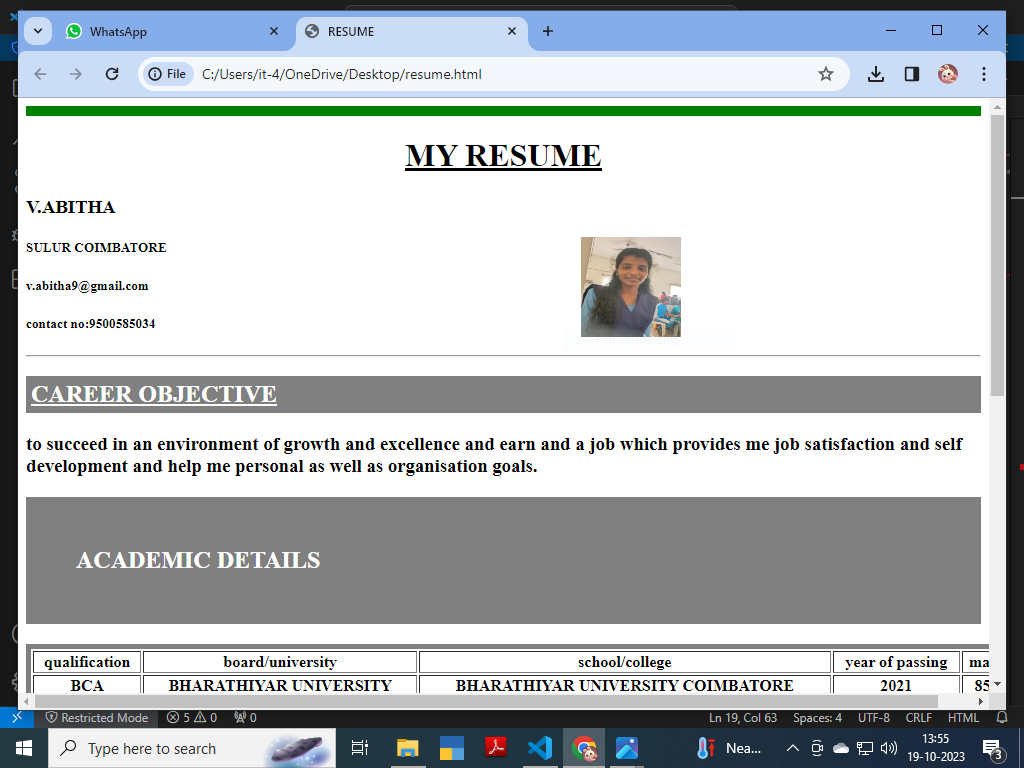 WhatsApp
RESUME
File
C:/Users/it-4/OneDrive/Desktop/resume.html
MY RESUME
V.ABITHA
SULUR COIMBATORE
v.abitha9@gmail.com
contact no:9500585034
CAREER OBJECTIVE
to succeed in an environment of growth and excellence and earn and a job which provides me job satisfaction and self
development and help me personal as well as organisation goals.
ACADEMIC DETAILS
qualification board/university school/college year of passing ma
BCA BHARATHIYAR UNIVERSITY BHARATHIYAR UNIVERSITY COIMBATORE 2021 85
Restricted Mode 5 0 0 Ln 19, Col 63 Spaces: 4 UTF-8 CRLF HTML
Type here to search Nea... 13:55
19-10-2023 3